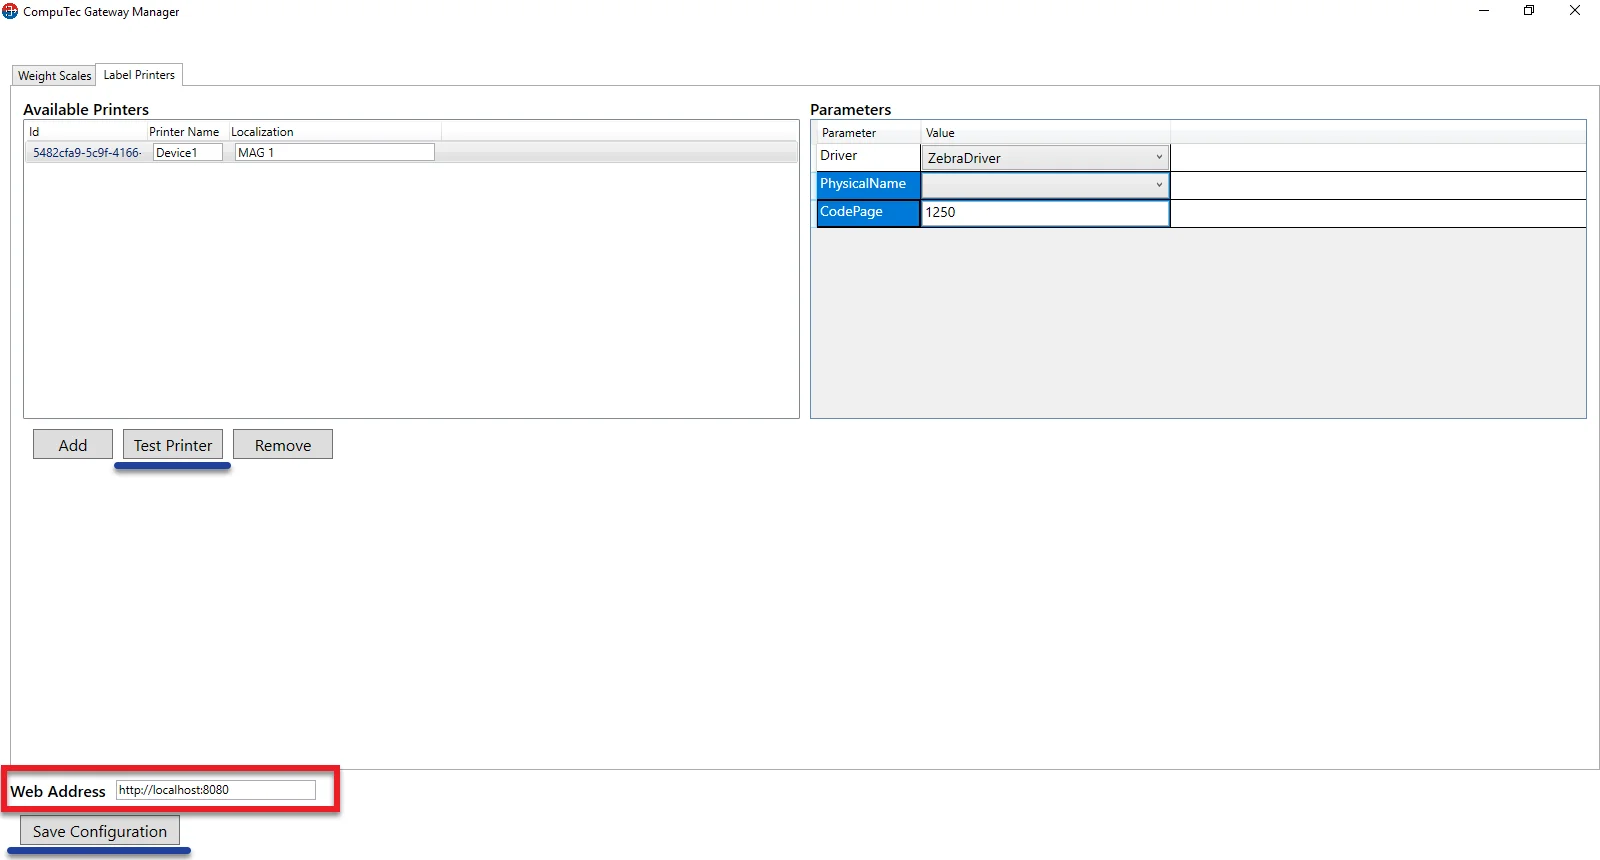 CompuTec Gateway Manager
Weight Scales Label Printers
Available Printers
Id Printer Name Localization
5482cfa9-5c9f-4166- Device1 MAG 1
Parameters
Parameter Value
Driver ZebraDriver
PhysicalName
CodePage 1250
Add Test Printer Remove
Web Address http://localhost:8080
Save Configuration